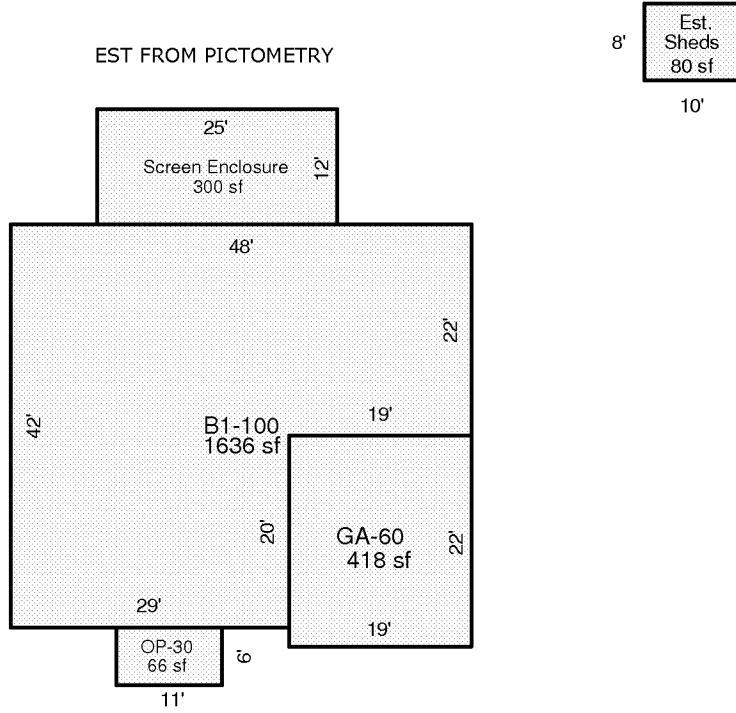 Est.
Sheds
80 sf
8'
10'
EST FROM PICTOMETRY
25'
Screen Enclosure
300 sf
12'
48'
22'
42'
19'
B1-100
1636 sf
20'
GA-60
418 sf
22'
29'
19'
OP-30
66 sf
6'
11'